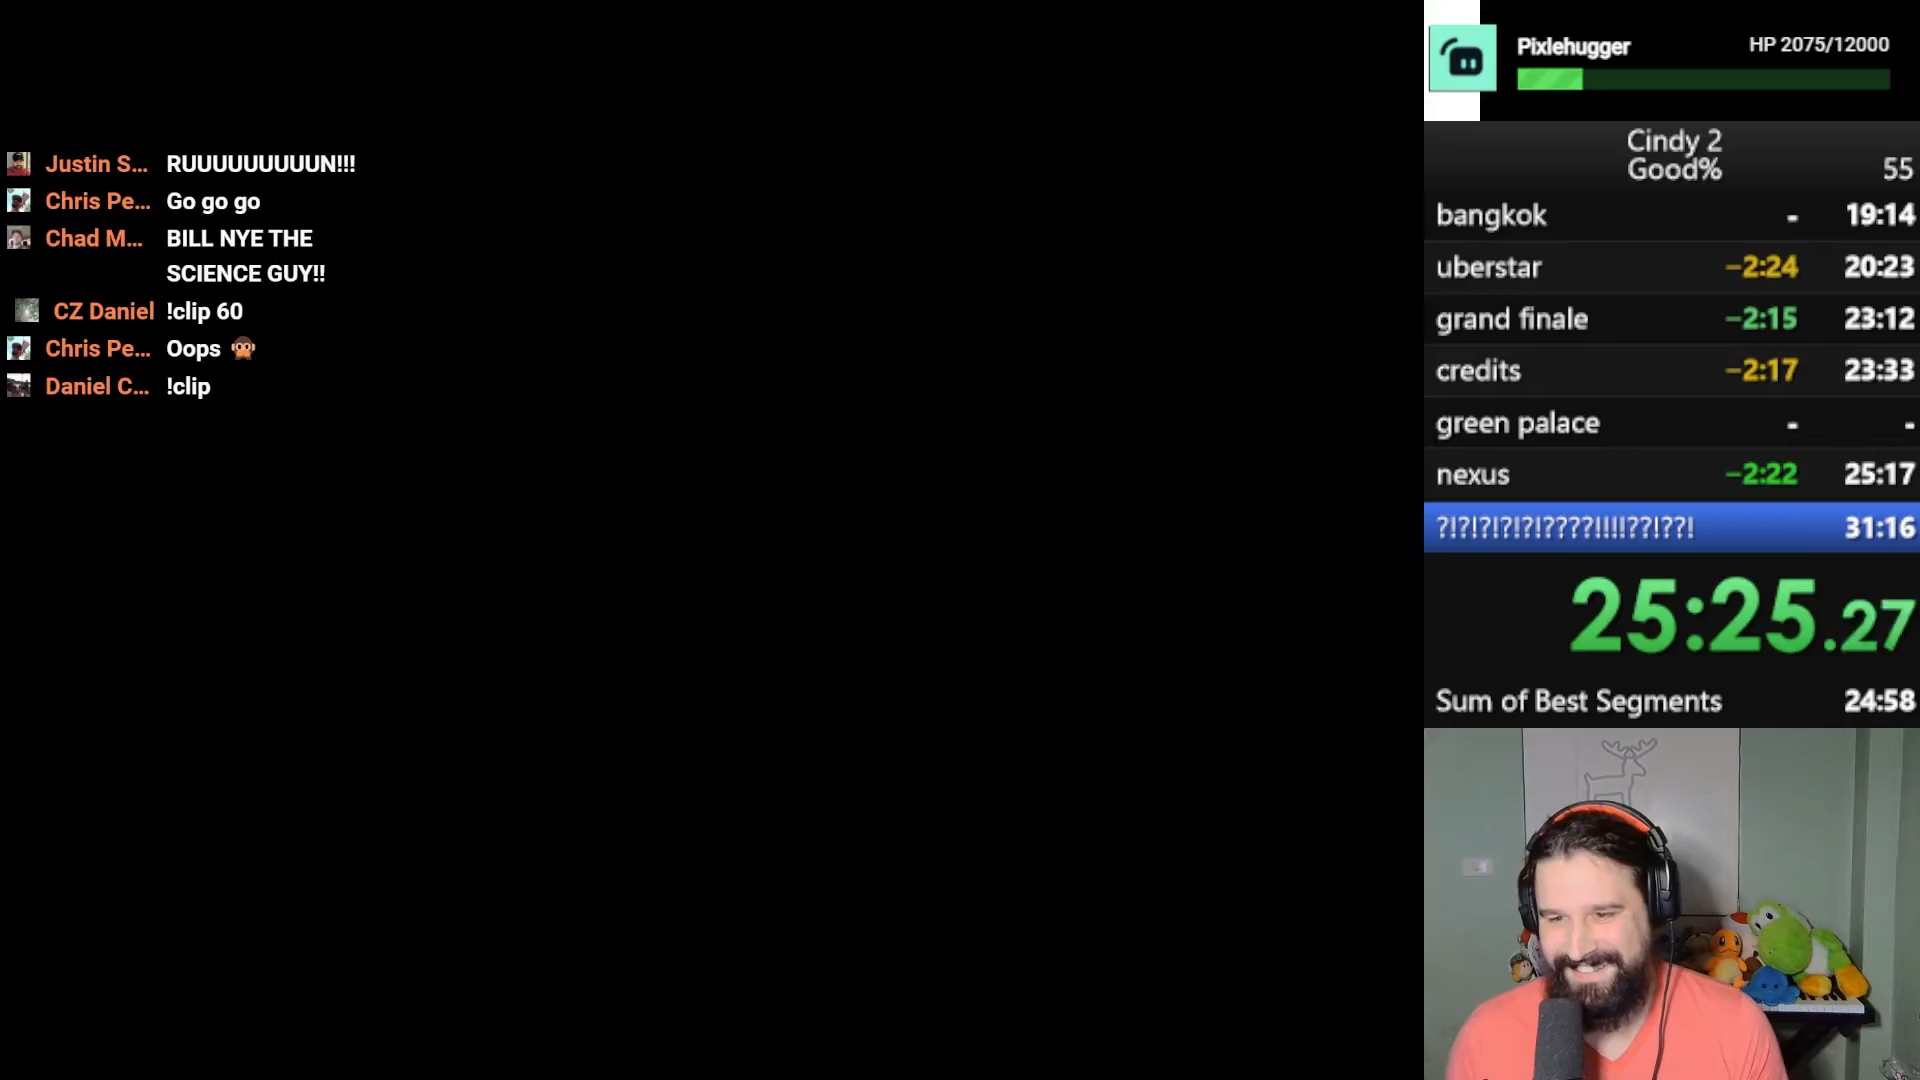 Pixlehugger HP 2075/12000
Cindy 2
Good% 55
Justin S... RUUUUUUUUUN!!!
Chris Pe... Go go go
Chad M... BILL NYE THE
SCIENCE GUY!!
CZ Daniel !clip 60
Chris Pe... Oops 🙊
Daniel C... !clip
bangkok - 19:14
uberstar −2:24 20:23
grand finale −2:15 23:12
credits −2:17 23:33
green palace - -
nexus −2:22 25:17
?!?!?!?!?!????!!!!??!??! 31:16
25:25.27
Sum of Best Segments 24:58